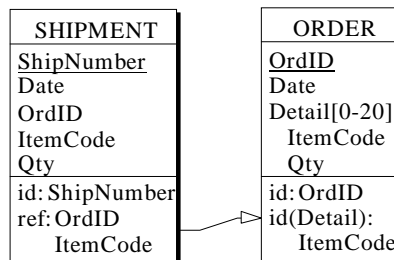 SHIPMENT
ShipNumber
Date
OrdID
ItemCode
Qty
id: ShipNumber
ref: OrdID
ItemCode
ORDER
OrdID
Date
Detail[0-20]
ItemCode
Qty
id: OrdID
id(Detail):
ItemCode